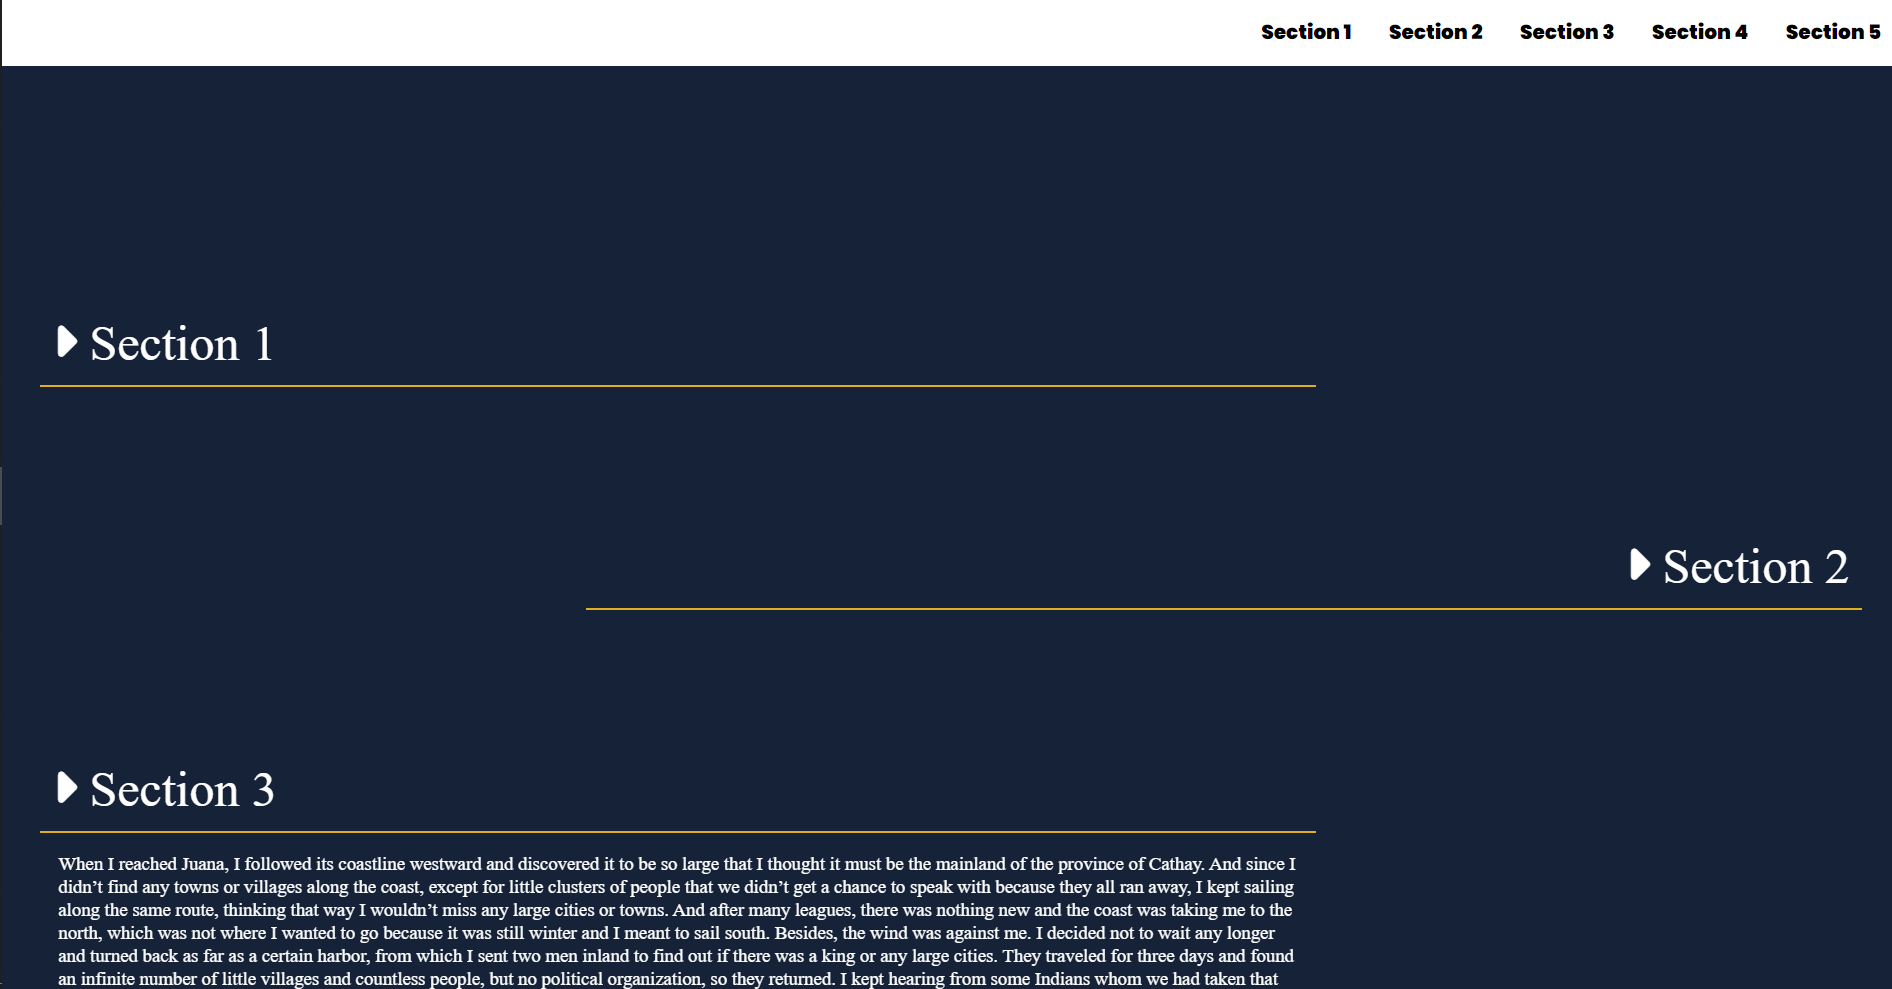 Section 1 Section 2 Section 3 Section 4 Section 5
Section 1
Section 2
Section 3
When I reached Juana, I followed its coastline westward and discovered it to be so large that I thought it must be the mainland of the province of Cathay. And since I
didn’t find any towns or villages along the coast, except for little clusters of people that we didn’t get a chance to speak with because they all ran away, I kept sailing
along the same route, thinking that way I wouldn’t miss any large cities or towns. And after many leagues, there was nothing new and the coast was taking me to the
north, which was not where I wanted to go because it was still winter and I meant to sail south. Besides, the wind was against me. I decided not to wait any longer
and turned back as far as a certain harbor, from which I sent two men inland to find out if there was a king or any large cities. They traveled for three days and found
an infinite number of little villages and countless people, but no political organization, so they returned. I kept hearing from some Indians whom we had taken that